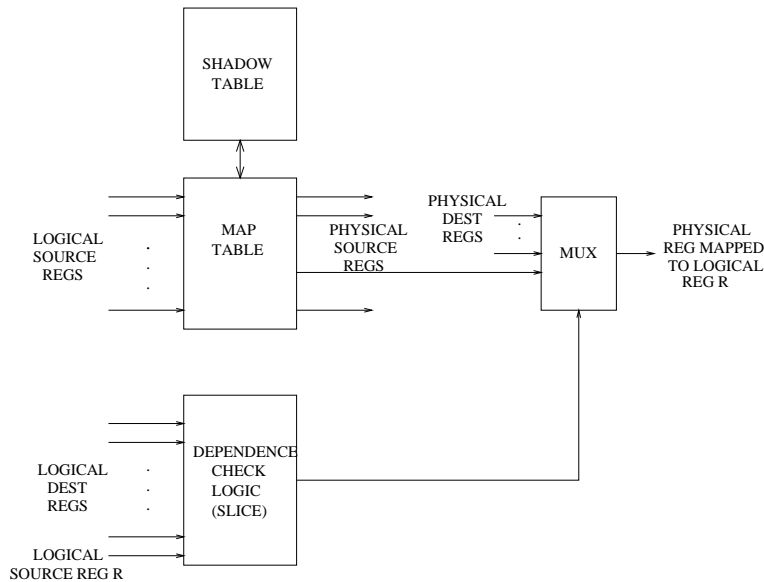 SHADOW
TABLE
LOGICAL
SOURCE
REGS
MAP
TABLE
PHYSICAL
SOURCE
REGS
PHYSICAL
DEST
REGS
MUX
PHYSICAL
REG MAPPED
TO LOGICAL
REG R
LOGICAL
DEST
REGS
DEPENDENCE
CHECK
LOGIC
(SLICE)
LOGICAL
SOURCE REG R